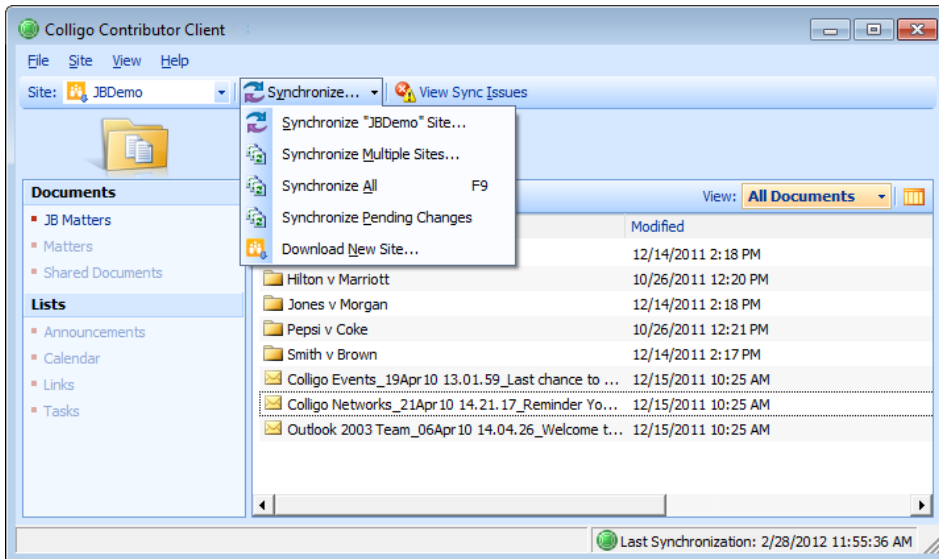 Colligo Contributor Client
File Site View Help
Site: JBDemo Synchronize... View Sync Issues
Synchronize "JBDemo" Site...
Synchronize Multiple Sites...
Synchronize All F9
Synchronize Pending Changes
Download New Site...
Documents
JB Matters
Matters
Shared Documents
Lists
Announcements
Calendar
Links
Tasks
View: All Documents
Modified
12/14/2011 2:18 PM
Hilton v Marriott 10/26/2011 12:20 PM
Jones v Morgan 12/14/2011 2:18 PM
Pepsi v Coke 10/26/2011 12:21 PM
Smith v Brown 12/14/2011 2:17 PM
Colligo Events_19Apr10 13.01.59_Last chance to ... 12/15/2011 10:25 AM
Colligo Networks_21Apr10 14.21.17_Reminder Yo... 12/15/2011 10:25 AM
Outlook 2003 Team_06Apr10 14.04.26_Welcome t... 12/15/2011 10:25 AM
Last Synchronization: 2/28/2012 11:55:36 AM